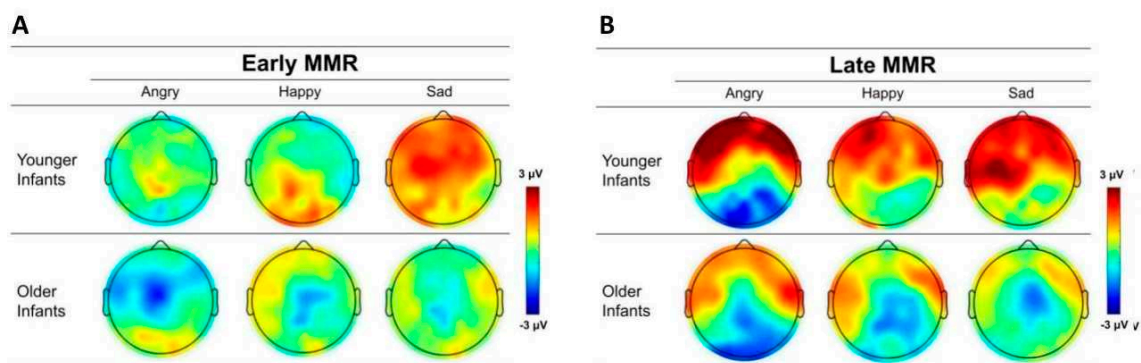 A
Early MMR
Angry Happy Sad
Younger
Infants
3 μV
Older
Infants
-3 μV
B
Late MMR
Angry Happy Sad
Younger
Infants
3 μV
Older
Infants
-3 μV